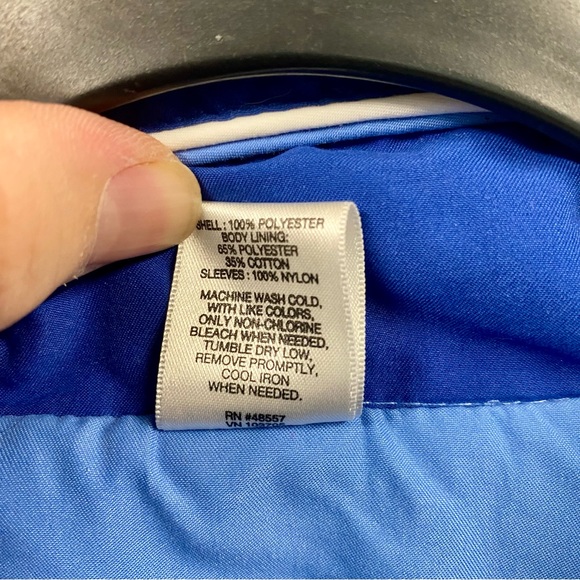 SHELL: 100% POLYESTER
BODY LINING:
65% POLYESTER
35% COTTON
SLEEVES: 100% NYLON
MACHINE WASH COLD,
WITH LIKE COLORS,
ONLY NON-CHLORINE
BLEACH WHEN NEEDED,
TUMBLE DRY LOW,
REMOVE PROMPTLY,
COOL IRON
WHEN NEEDED.
RN #48557
VN